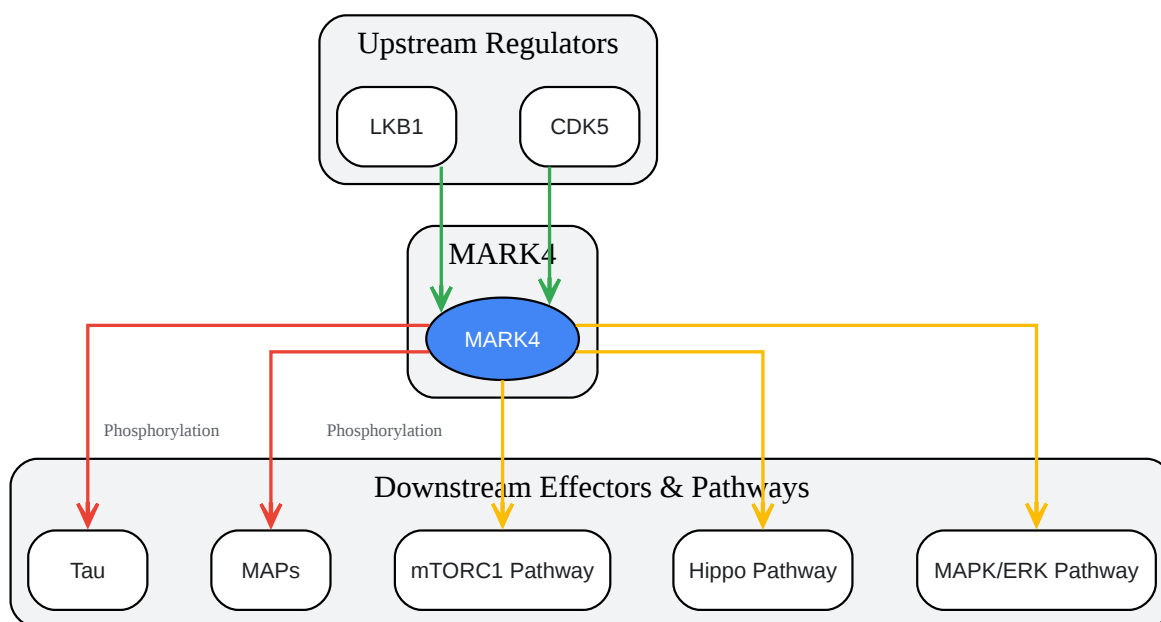 Upstream Regulators
LKB1
CDK5
MARK4
MARK4
Phosphorylation
Phosphorylation
Downstream Effectors & Pathways
Tau
MAPs
mTORC1 Pathway
Hippo Pathway
MAPK/ERK Pathway